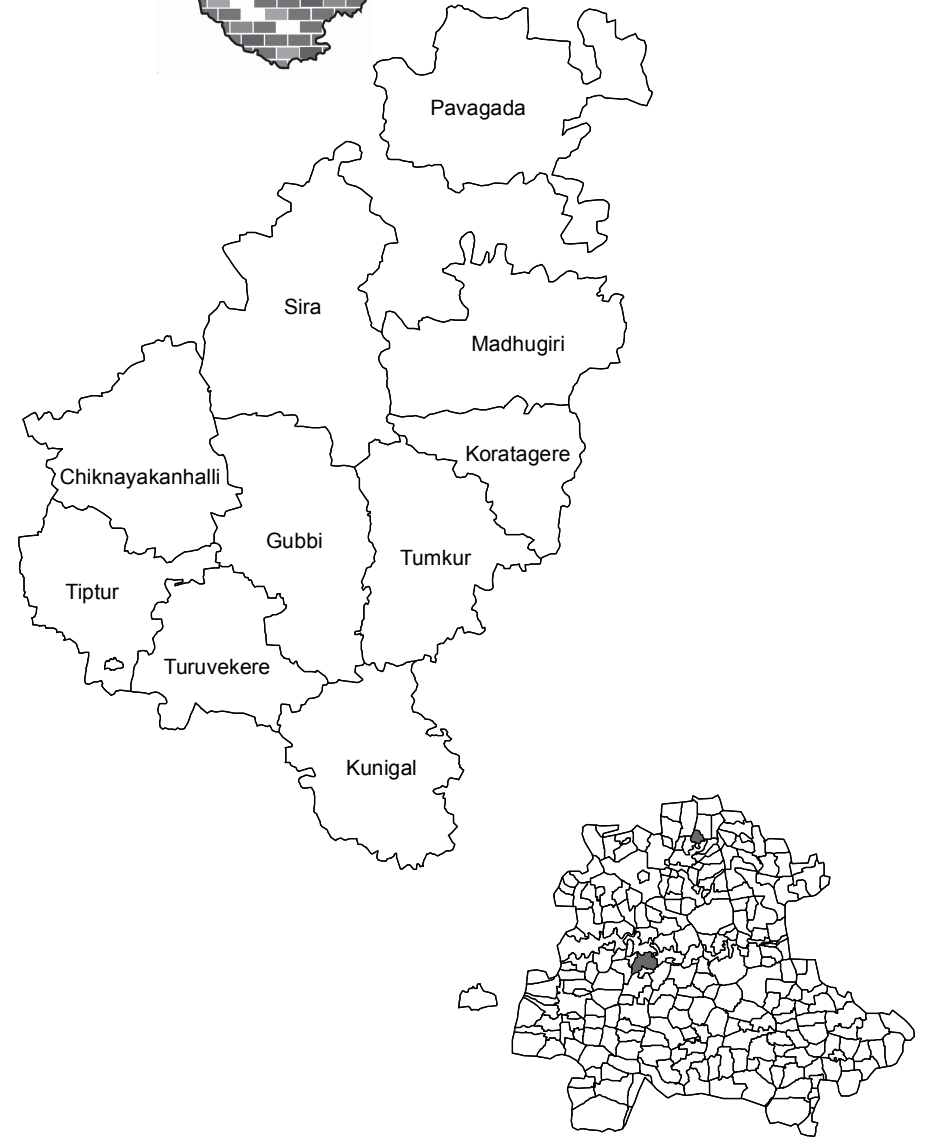 Pavagada
Sira
Madhugiri
Koratagere
Chiknayakanhalli
Gubbi
Tumkur
Tiptur
Turuvekere
Kunigal